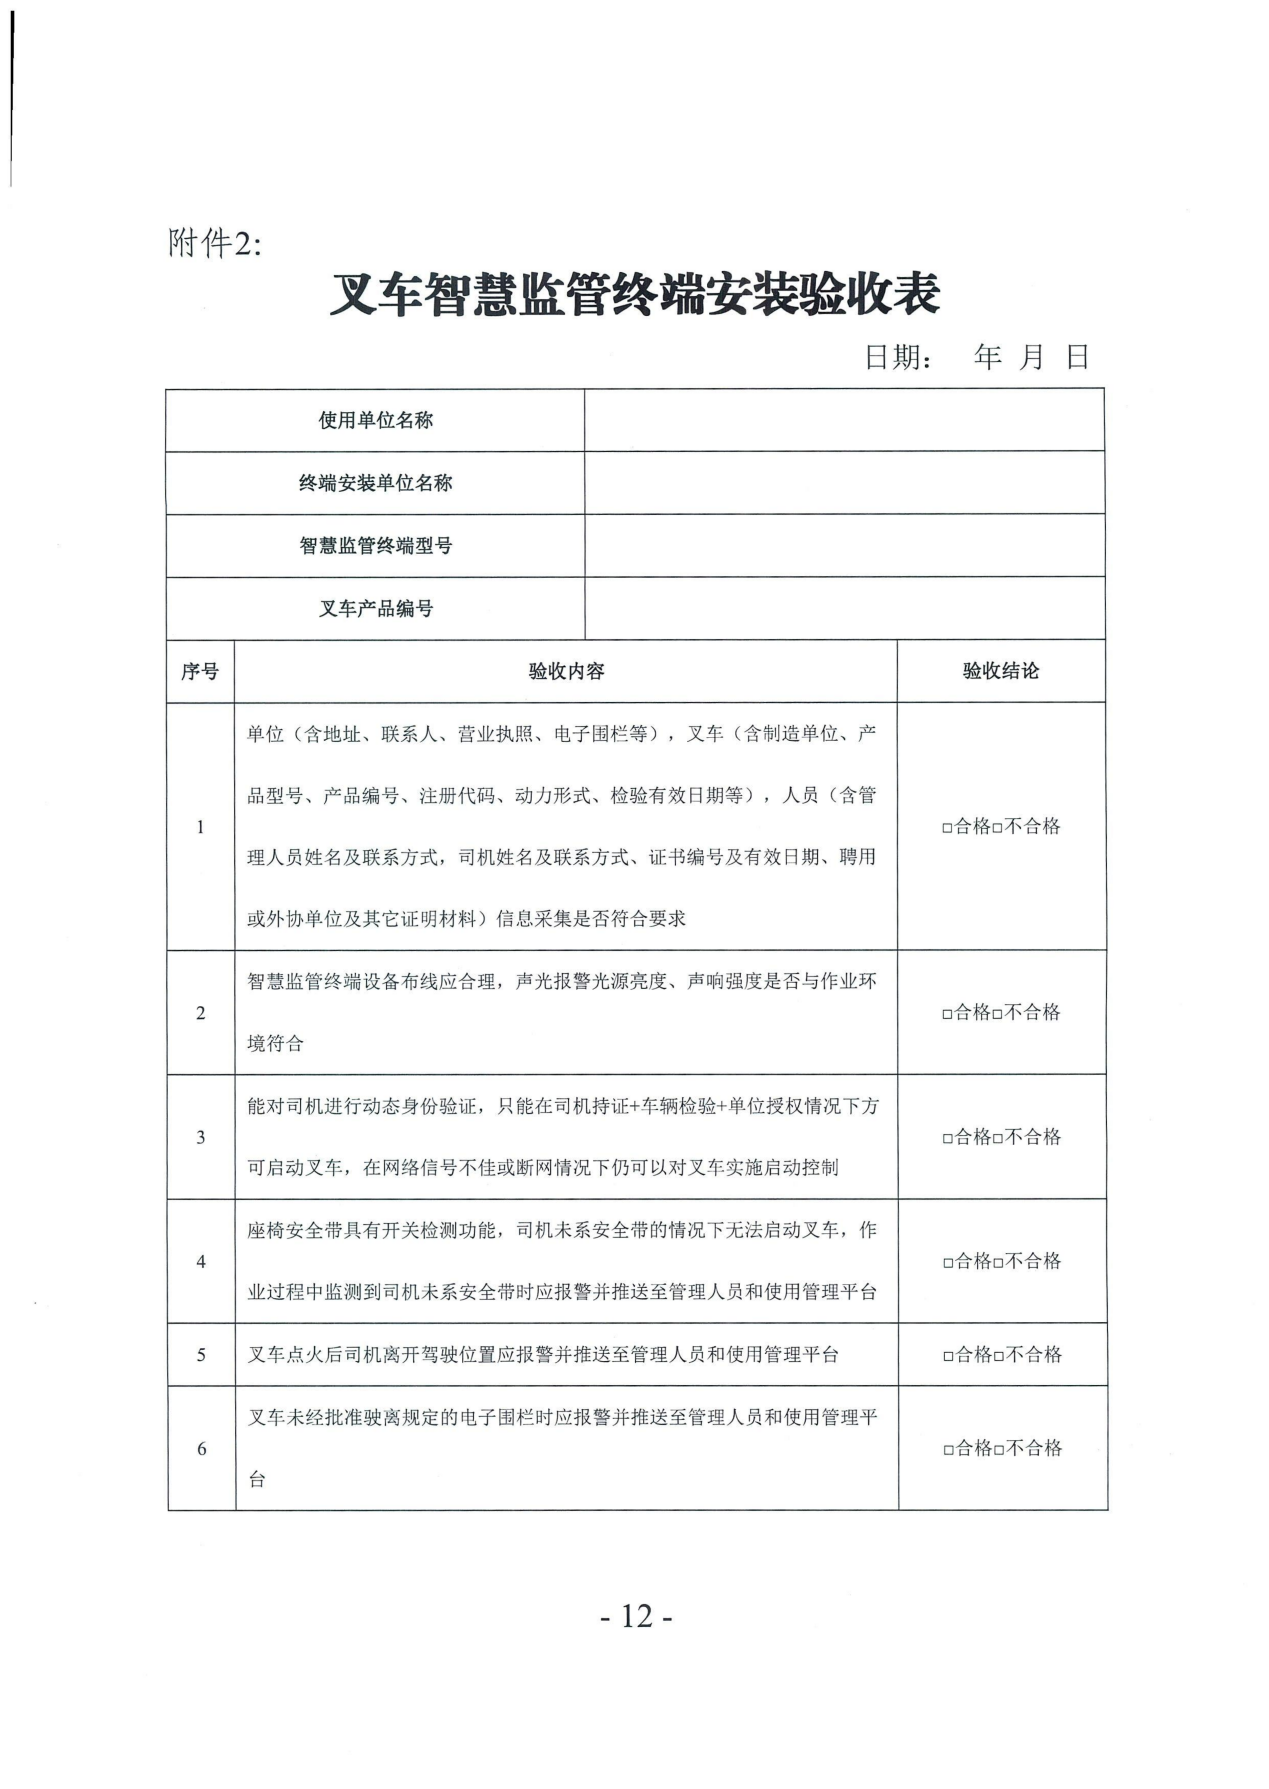 附件2:
叉车智慧监管终端安装验收表
日期： 年 月 日
使用单位名称
终端安装单位名称
智慧监管终端型号
叉车产品编号
序号 验收内容 验收结论
单位（含地址、联系人、营业执照、电子围栏等），叉车（含制造单位、产
品型号、产品编号、注册代码、动力形式、检验有效日期等），人员（含管
1 □合格□不合格
理人员姓名及联系方式，司机姓名及联系方式、证书编号及有效日期、聘用
或外协单位及其它证明材料）信息采集是否符合要求
智慧监管终端设备布线应合理，声光报警光源亮度、声响强度是否与作业环
2 □合格□不合格
境符合
能对司机进行动态身份验证，只能在司机持证+车辆检验+单位授权情况下方
3 □合格□不合格
可启动叉车，在网络信号不佳或断网情况下仍可以对叉车实施启动控制
座椅安全带具有开关检测功能，司机未系安全带的情况下无法启动叉车，作
4 □合格□不合格
业过程中监测到司机未系安全带时应报警并推送至管理人员和使用管理平台
5 叉车点火后司机离开驾驶位置应报警并推送至管理人员和使用管理平台 □合格□不合格
叉车未经批准驶离规定的电子围栏时应报警并推送至管理人员和使用管理平
6 □合格□不合格
台
- 12 -